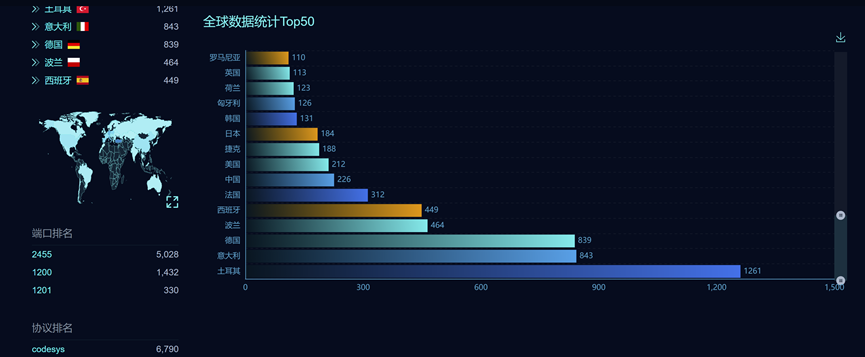 土耳其 1,261
意大利 843
德国 839
波兰 464
西班牙 449
端口排名
2455 5,028
1200 1,432
1201 330
协议排名
codesys 6,790
全球数据统计Top50
罗马尼亚 110
英国 113
荷兰 123
匈牙利 126
韩国 131
日本 184
捷克 188
美国 212
中国 226
法国 312
西班牙 449
波兰 464
德国 839
意大利 843
土耳其 1261
0 300 600 900 1,200 1,500